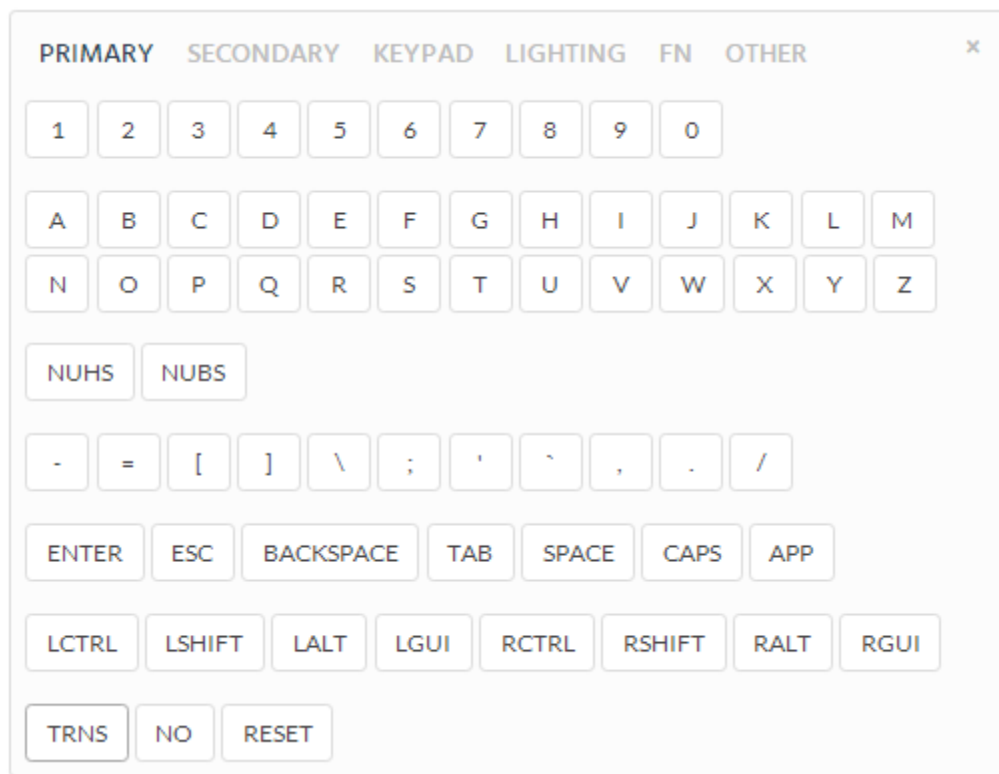 PRIMARY SECONDARY KEYPAD LIGHTING FN OTHER ×
1 2 3 4 5 6 7 8 9 0
A B C D E F G H I J K L M
N O P Q R S T U V W X Y Z
NUHS NUBS
- = [ ] \ ; ' ` , . /
ENTER ESC BACKSPACE TAB SPACE CAPS APP
LCTRL LSHIFT LALT LGUI RCTRL RSHIFT RALT RGUI
TRNS NO RESET